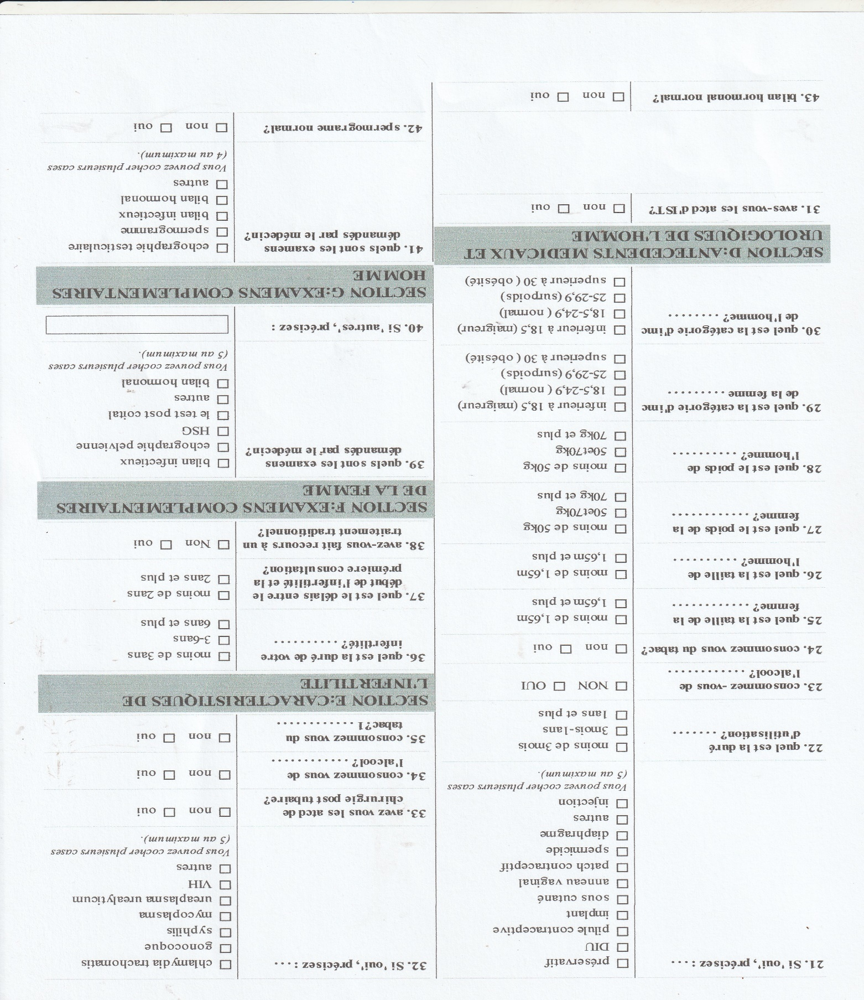 21. Si 'oui', précisez : ...
préservatif
DIU
pilule contraceptive
implant
sous cutané
anneau vaginal
patch contraceptif
spermicide
diaphragme
autres
injection
Vous pouvez cocher plusieurs cases
(5 au maximum).
22. quel est la duré
d'utilisation? .......
moins de 3mois
3mois-1ans
1ans et plus
23. consommez -vous de
l'alcool? ............
NON OUI
24. consommez vous du tabac?
non oui
25. quel est la taille de la
femme? ............
moins de 1,65m
1,65m et plus
26. quel est la taille de
l'homme? ..........
moins de 1,65m
1,65m et plus
27. quel est le poids de la
femme? ............
moins de 50kg
50et70kg
70kg et plus
28. quel est le poids de
l'homme? ..........
moins de 50kg
50et70kg
70kg et plus
29. quel est la catégorie d'imc
de la femme .........
inferieur à 18,5 (maigreur)
18,5-24,9 ( normal)
25-29,9 (surpoids)
superieur à 30 ( obésité)
30. quel est la catégorie d'imc
de l'homme? ........
inferieur à 18,5 (maigreur)
18,5-24,9 ( normal)
25-29,9 (surpoids)
superieur à 30 ( obésité)
SECTION D:ANTECEDENTS MEDICAUX ET
UROLOGIQUES DE L'HOMME
31. aves-vous les atcd d'IST?
non oui
32. Si 'oui', précisez : ...
chlamydia trachomatis
gonocoque
syphilis
mycoplasma
ureaplasma urealyticum
VIH
autres
Vous pouvez cocher plusieurs cases
(5 au maximum).
33. avez vous les atcd de
chirurgie post tubaire?
non oui
34. consommez vous de
l'alcool? ............
non oui
35. consommez vous du
tabac?1 ............
non oui
SECTION E:CARACTERISTIQUES DE
L'INFERTILITE
36. quel est la duré de votre
infertilité? ..........
moins de 3ans
3-6ans
6ans et plus
37. quel est le délais entre le
début de l'infertilité et la
prémiere consultation?
moins de 2ans
2ans et plus
38. avez-vous fait recours à un
traitement traditionnel?
Non oui
SECTION F:EXAMENS COMPLEMENTAIRES
DE LA FEMME
39. quels sont les examens
démandés par le médecin?
bilan infectieux
echographie pelvienne
HSG
le test post coital
autres
bilan hormonal
Vous pouvez cocher plusieurs cases
(5 au maximum).
40. Si 'autres', précisez :
SECTION G:EXAMENS COMPLEMENTAIRES
HOMME
41. quels sont les examens
démandés par le médecin?
echographie testiculaire
spermogramme
bilan infectieux
bilan hormonal
autres
Vous pouvez cocher plusieurs cases
(4 au maximum).
42. spermograme normal?
non oui
43. bilan hormonal normal?
non oui